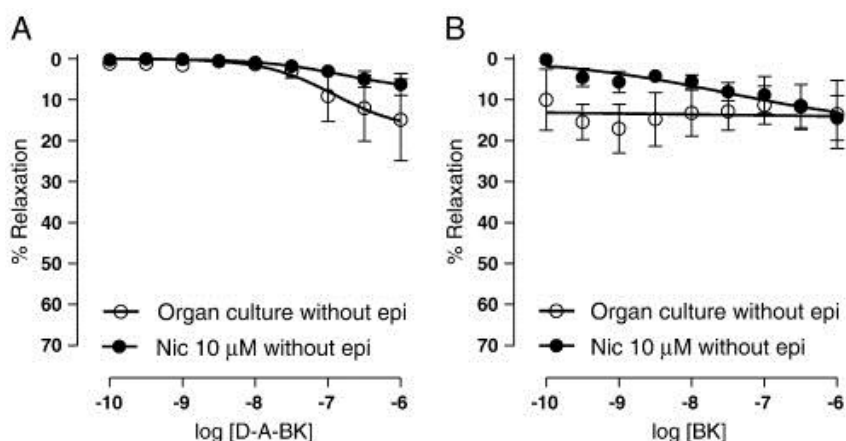 A
% Relaxation
0
10
20
30
40
50
60
70
Organ culture without epi
Nic 10 μM without epi
-10
-9
-8
-7
-6
log [D-A-BK]
B
% Relaxation
0
10
20
30
40
50
60
70
Organ culture without epi
Nic 10 μM without epi
-10
-9
-8
-7
-6
log [BK]